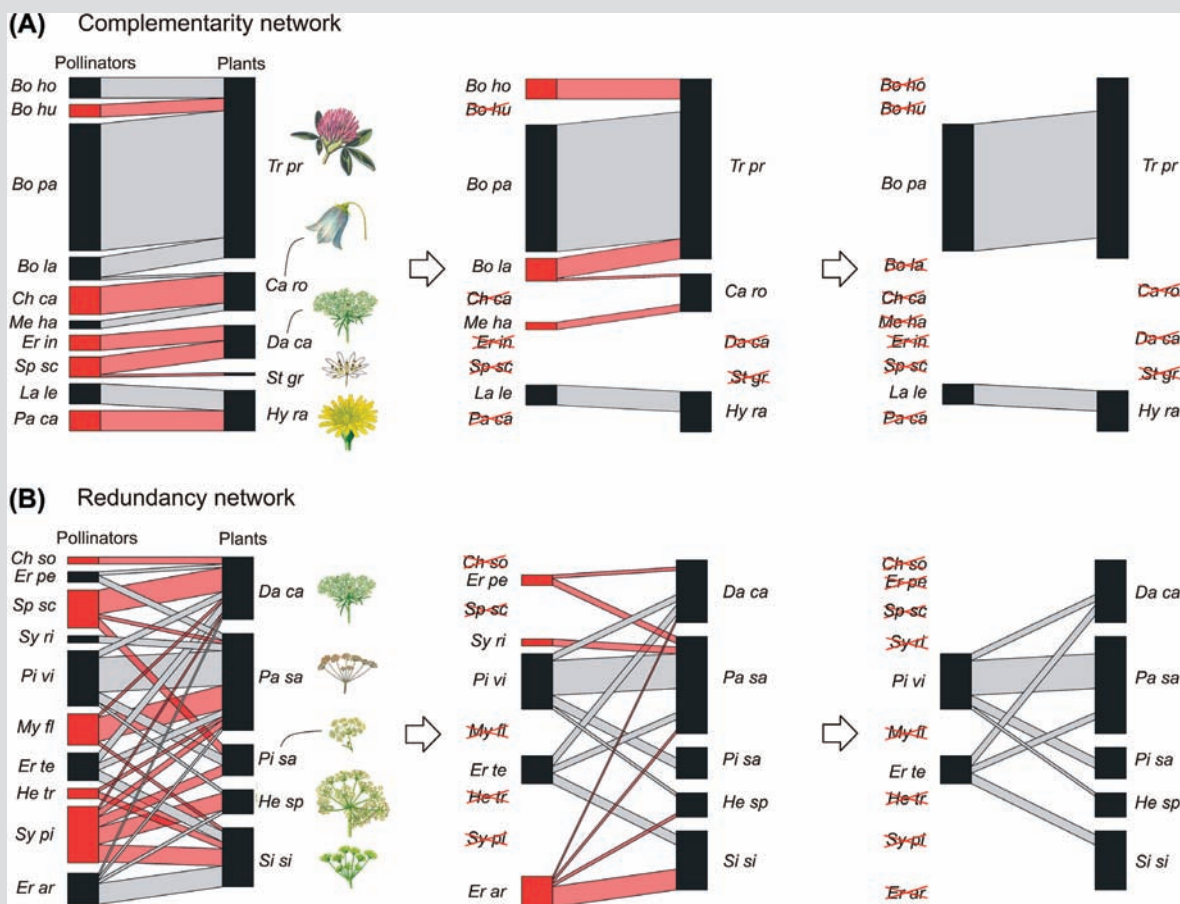 (A) Complementarity network
Pollinators Plants
Bo ho
Bo hu
Bo pa
Bo la
Ch ca
Me ha
Er in
Sp sc
La le
Pa ca
Tr pr
Ca ro
Da ca
St gr
Hy ra
Bo ho
Bo hu
Bo pa
Bo la
Ch ca
Me ha
Er in
Sp sc
La le
Pa ca
Tr pr
Ca ro
Da ca
St gr
Hy ra
Bo ho
Bo hu
Bo pa
Bo la
Ch ca
Me ha
Er in
Sp sc
La le
Pa ca
Tr pr
Ca ro
Da ca
St gr
Hy ra
(B) Redundancy network
Pollinators Plants
Ch so
Er pe
Sp sc
Sy ri
Pi vi
My fl
Er te
He tr
Sy pi
Er ar
Da ca
Pa sa
Pi sa
He sp
Si si
Ch so
Er pe
Sp sc
Sy ri
Pi vi
My fl
Er te
He tr
Sy pi
Er ar
Da ca
Pa sa
Pi sa
He sp
Si si
Ch so
Er pe
Sp sc
Sy ri
Pi vi
My fl
Er te
He tr
Sy pi
Er ar
Da ca
Pa sa
Pi sa
He sp
Si si